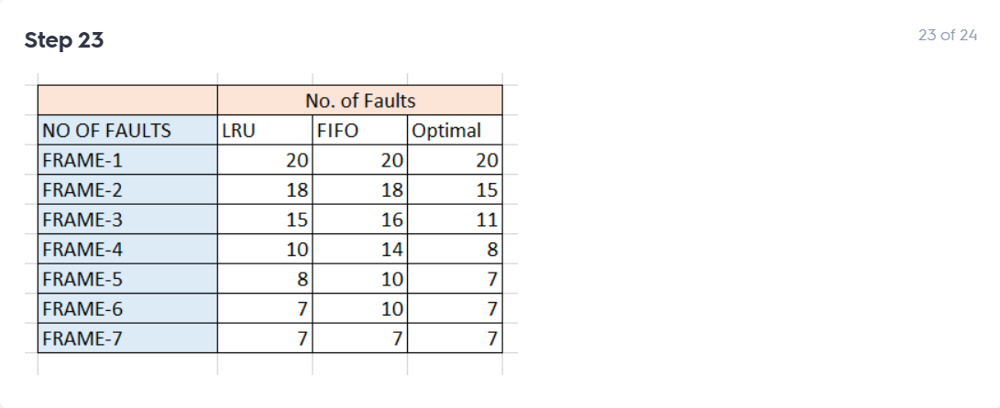 Step 23
23 of 24
No. of Faults
NO OF FAULTS LRU FIFO Optimal
FRAME-1 20 20 20
FRAME-2 18 18 15
FRAME-3 15 16 11
FRAME-4 10 14 8
FRAME-5 8 10 7
FRAME-6 7 10 7
FRAME-7 7 7 7